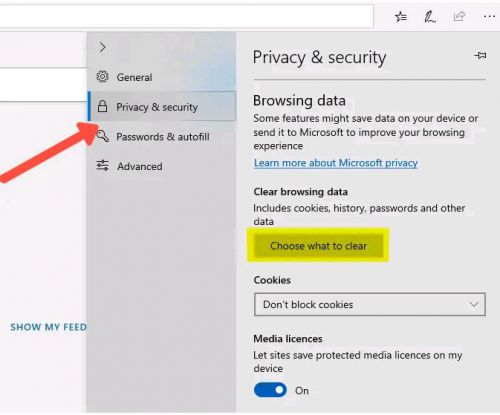 General
Privacy & security
Passwords & autofill
Advanced
SHOW MY FEED
Privacy & security
Browsing data
Some features might save data on your device or
send it to Microsoft to improve your browsing
experience
Learn more about Microsoft privacy
Clear browsing data
Includes cookies, history, passwords and other
data
Choose what to clear
Cookies
Don't block cookies
Media licences
Let sites save protected media licences on my
device
On